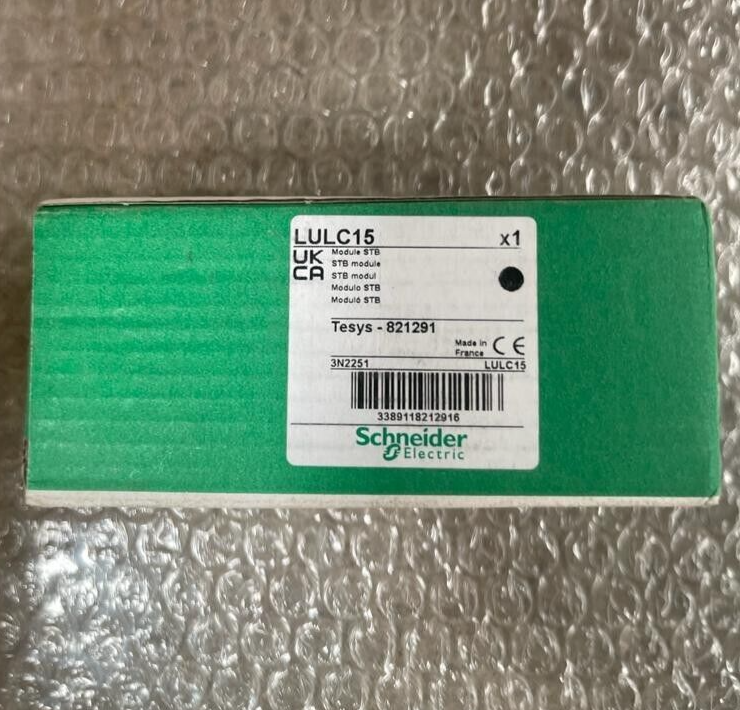 LULC15 x1
UK
CA
Module STB
STB module
STB modul
Modulo STB
Moduló STB
Tesys - 821291
Made in
France
CE
3N2251 LULC15
3389118212916
Schneider
Electric